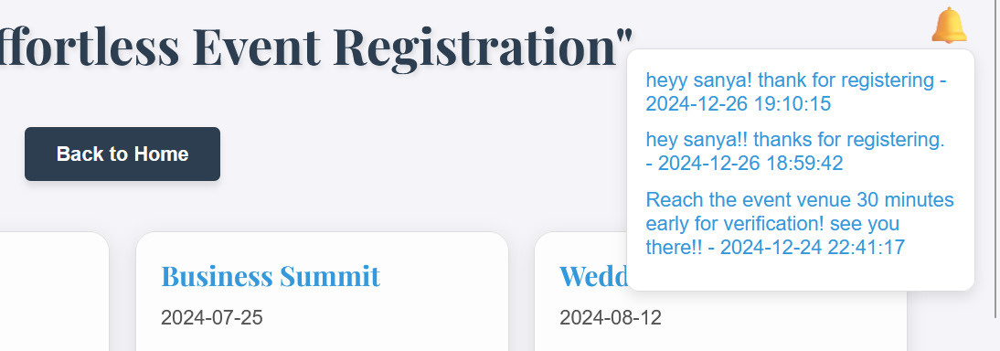 ffortless Event Registration"
heyy sanya! thank for registering -
2024-12-26 19:10:15
hey sanya!! thanks for registering.
- 2024-12-26 18:59:42
Reach the event venue 30 minutes
early for verification! see you
there!! - 2024-12-24 22:41:17
Back to Home
Business Summit
2024-07-25
Wedd
2024-08-12